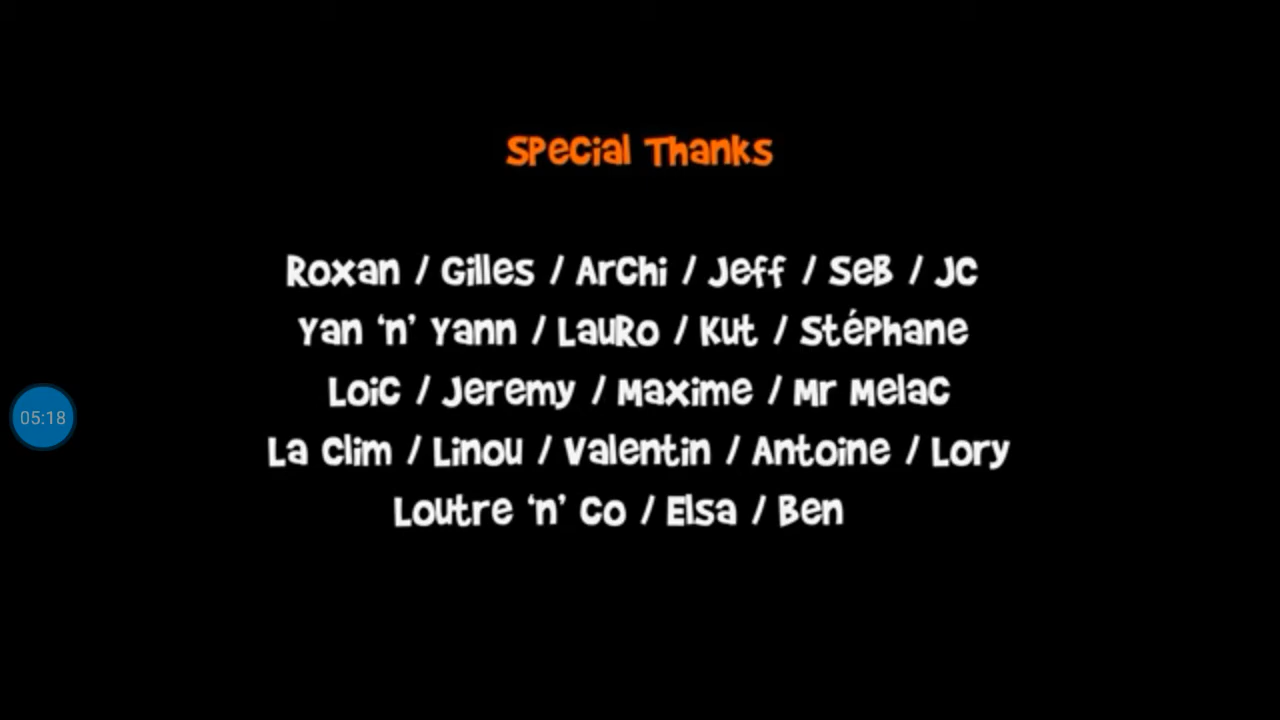 Special Thanks
Roxan / Gilles / Archi / Jeff / Seb / JC
Yan ‘n’ Yann / Lauro / Kut / Stéphane
Loic / Jeremy / Maxime / Mr Melac
05:18
La Clim / Linou / Valentin / Antoine / Lory
Loutre ‘n’ Co / Elsa / Ben